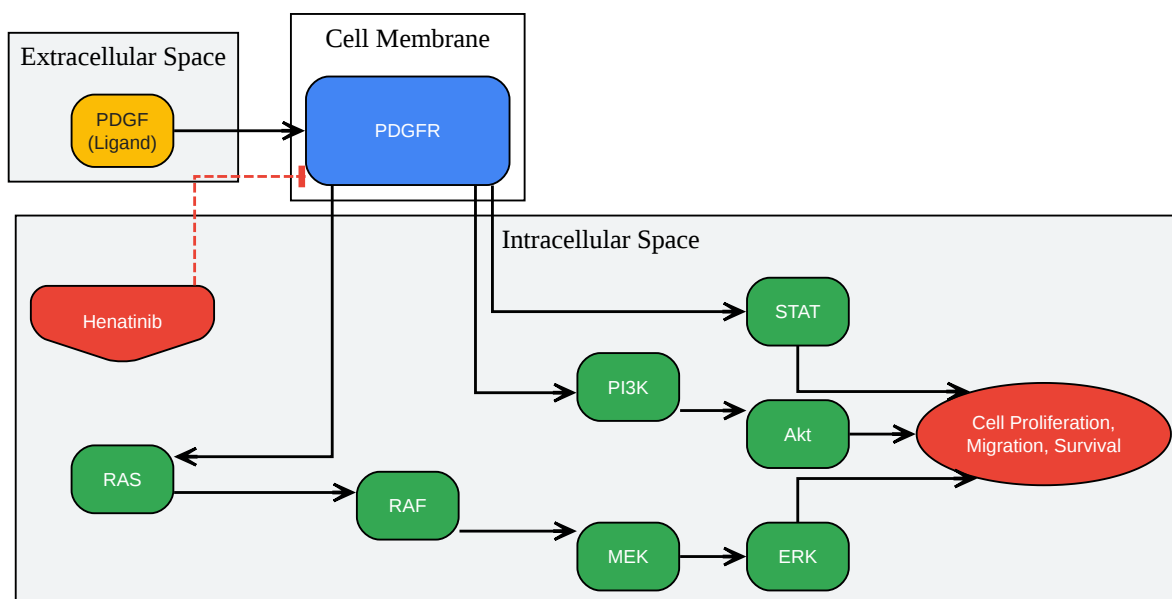 Cell Membrane
Extracellular Space
PDGF
(Ligand)
PDGFR
Intracellular Space
Henatinib
STAT
PI3K
Akt
Cell Proliferation,
Migration, Survival
RAS
RAF
MEK
ERK